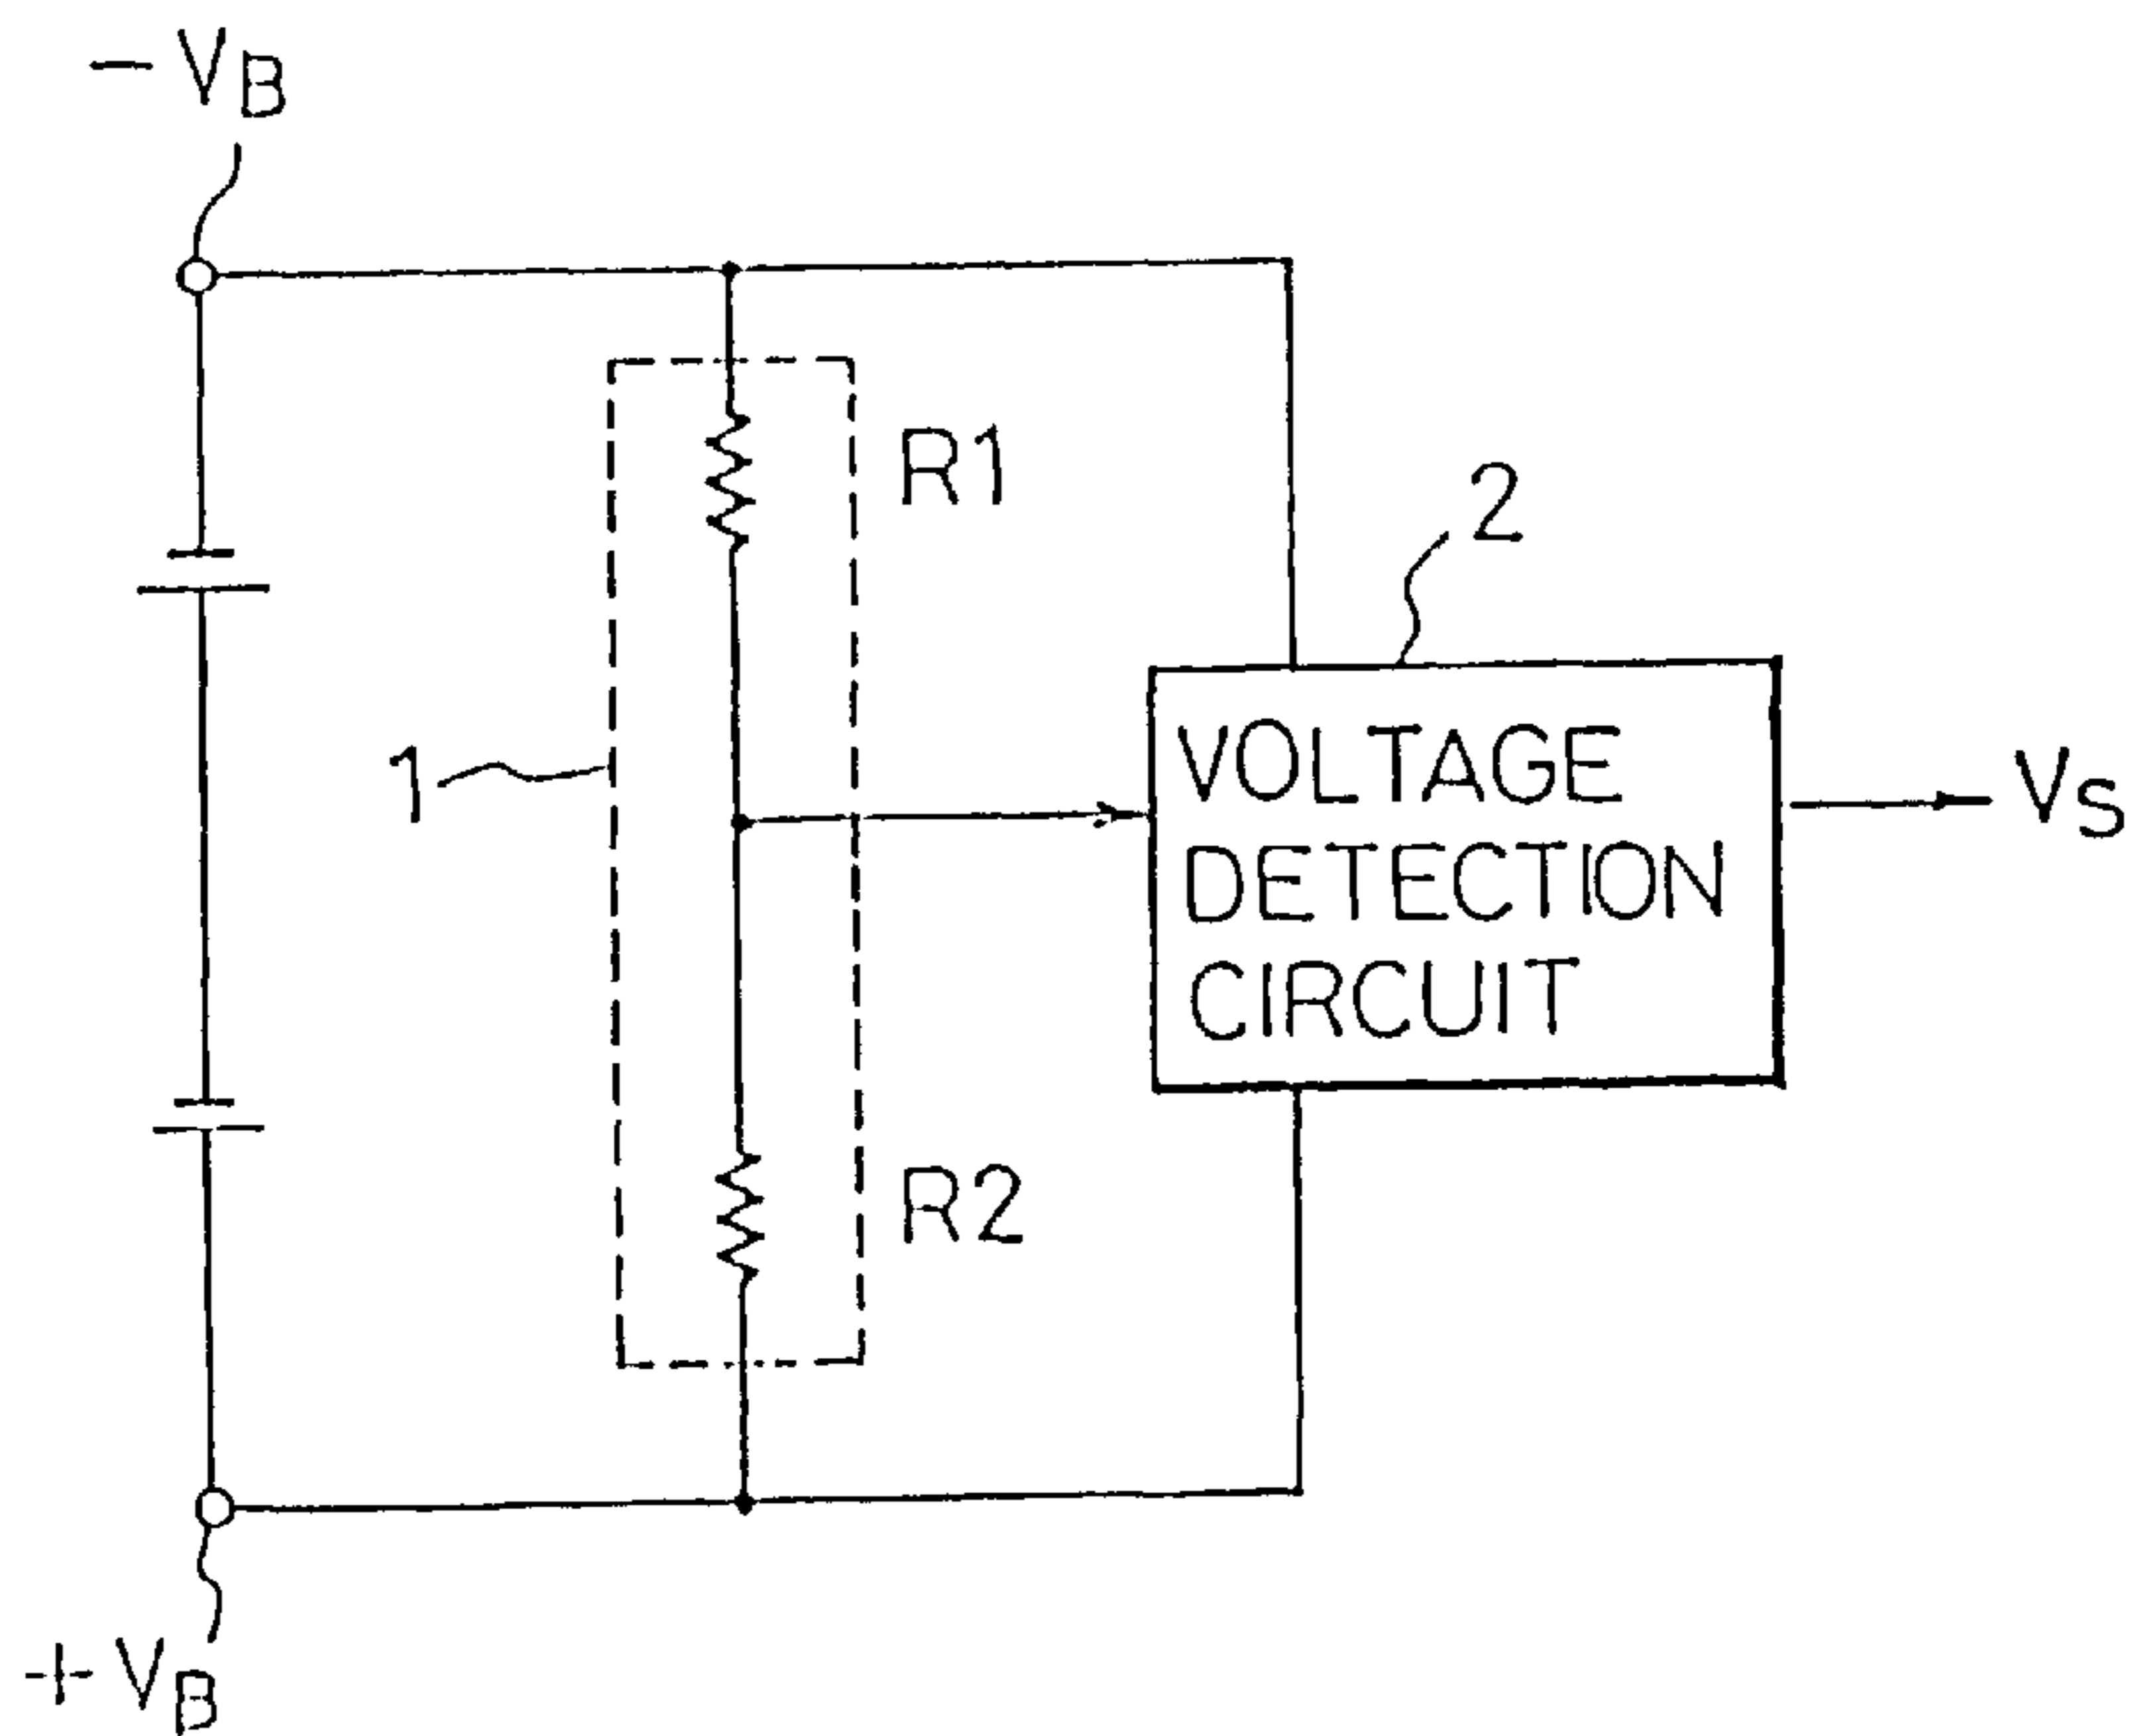 − VB
R1
2
1
VOLTAGE
DETECTION
CIRCUIT
VS
R2
+ VB